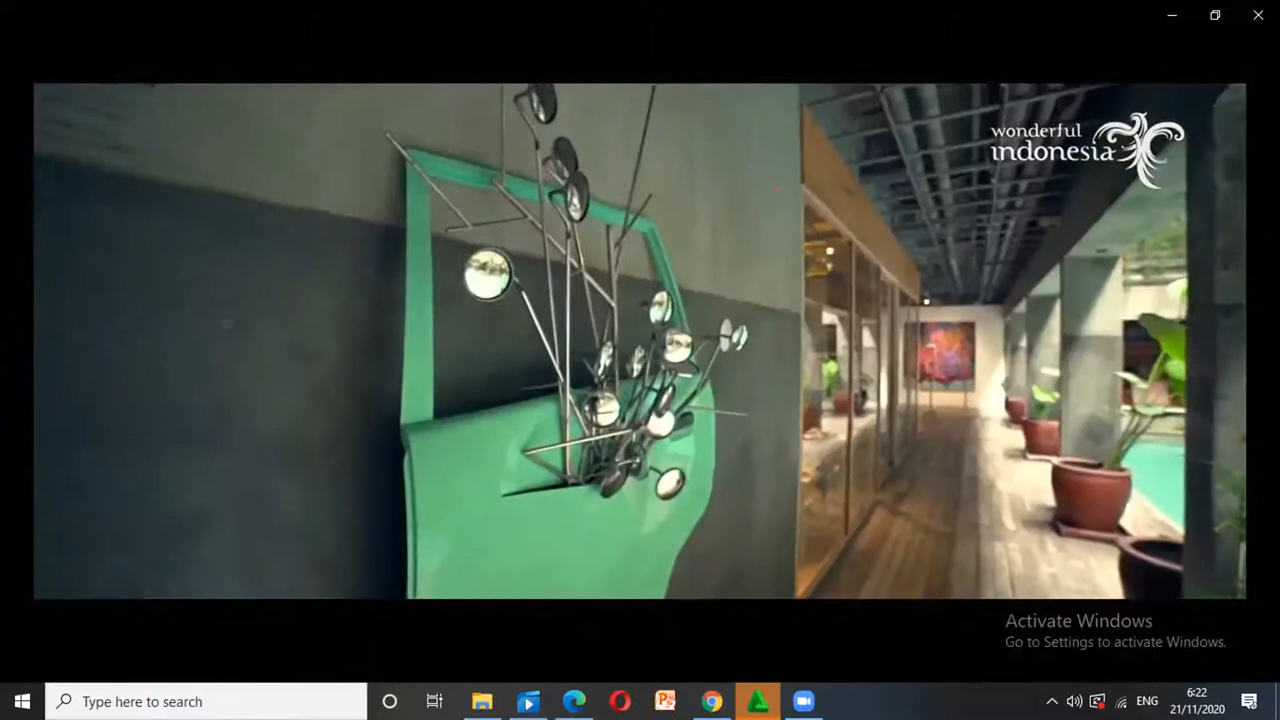 wonderful
indonesia
Activate Windows
Go to Settings to activate Windows.
Type here to search
ENG
6:22
21/11/2020